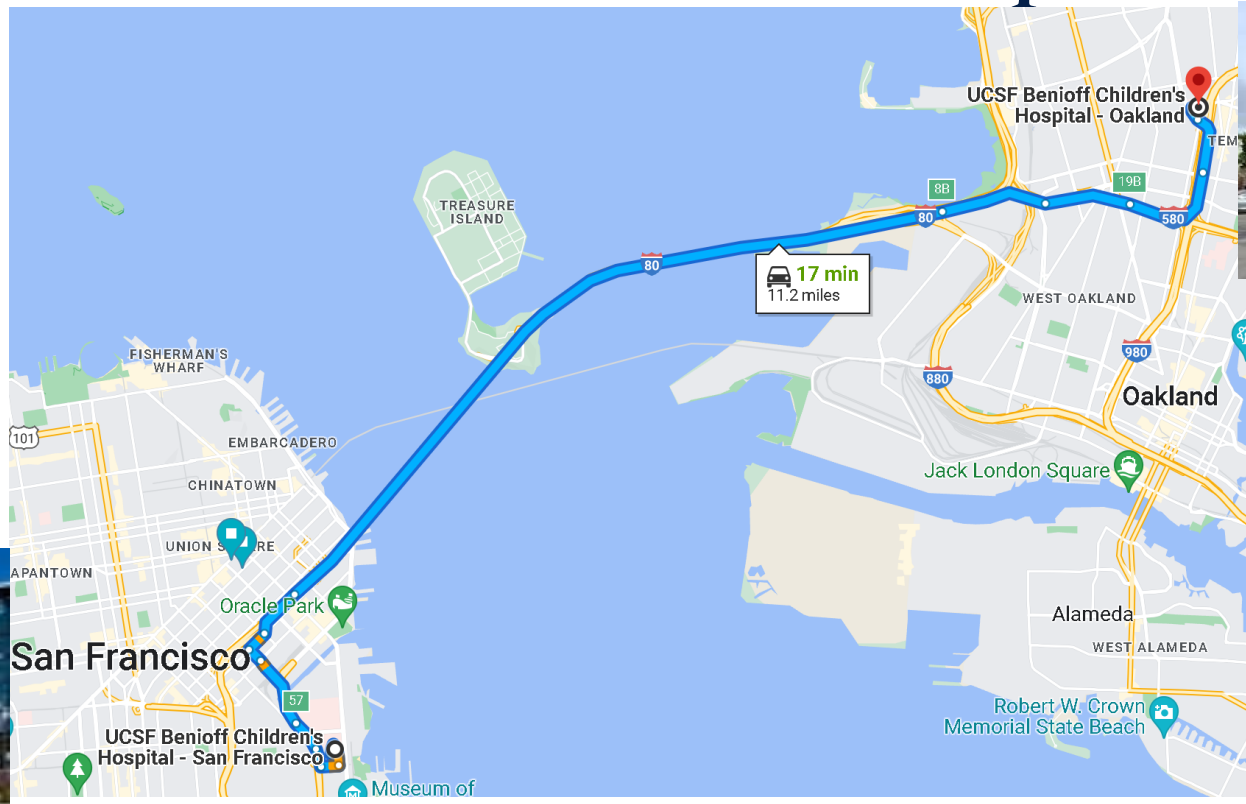 UCSF Benioff Children's
Hospital - Oakland
TEM
8B
19B
80
580
TREASURE
ISLAND
80
17 min
11.2 miles
WEST OAKLAND
FISHERMAN'S
WHARF
980
880
Oakland
101
EMBARCADERO
Jack London Square
CHINATOWN
UNION S RE
APANTOWN
Oracle Park
Alameda
San Francisco
WEST ALAMEDA
57
Robert W. Crown
Memorial State Beach
UCSF Benioff Children's
Hospital - San Francisco
Museum of